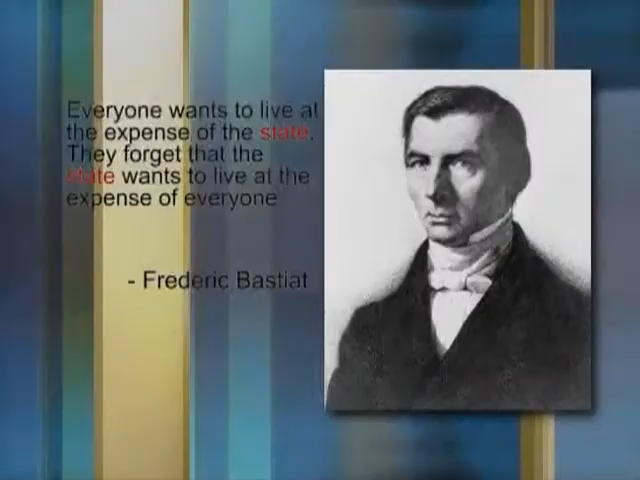 Everyone wants to live at
the expense of the state.
They forget that the
state wants to live at the
expense of everyone
- Frederic Bastiat